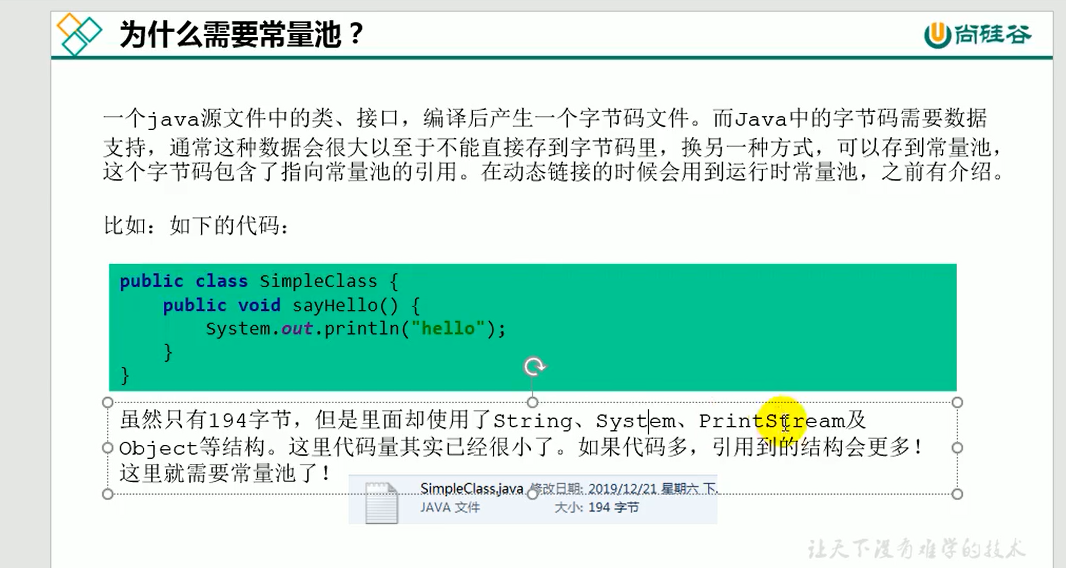 为什么需要常量池？
尚硅谷
一个java源文件中的类、接口，编译后产生一个字节码文件。而Java中的字节码需要数据
支持，通常这种数据会很大以至于不能直接存到字节码里，换另一种方式，可以存到常量池，
这个字节码包含了指向常量池的引用。在动态链接的时候会用到运行时常量池，之前有介绍。
比如：如下的代码：
public class SimpleClass {
    public void sayHello() {
        System.out.println("hello");
    }
}
虽然只有194字节，但是里面却使用了String、System、PrintStream及
Object等结构。这里代码量其实已经很小了。如果代码多，引用到的结构会更多！
这里就需要常量池了！
SimpleClass.java 修改日期: 2019/12/21 星期六 下.
JAVA 文件 大小: 194 字节
让天下没有难学的技术